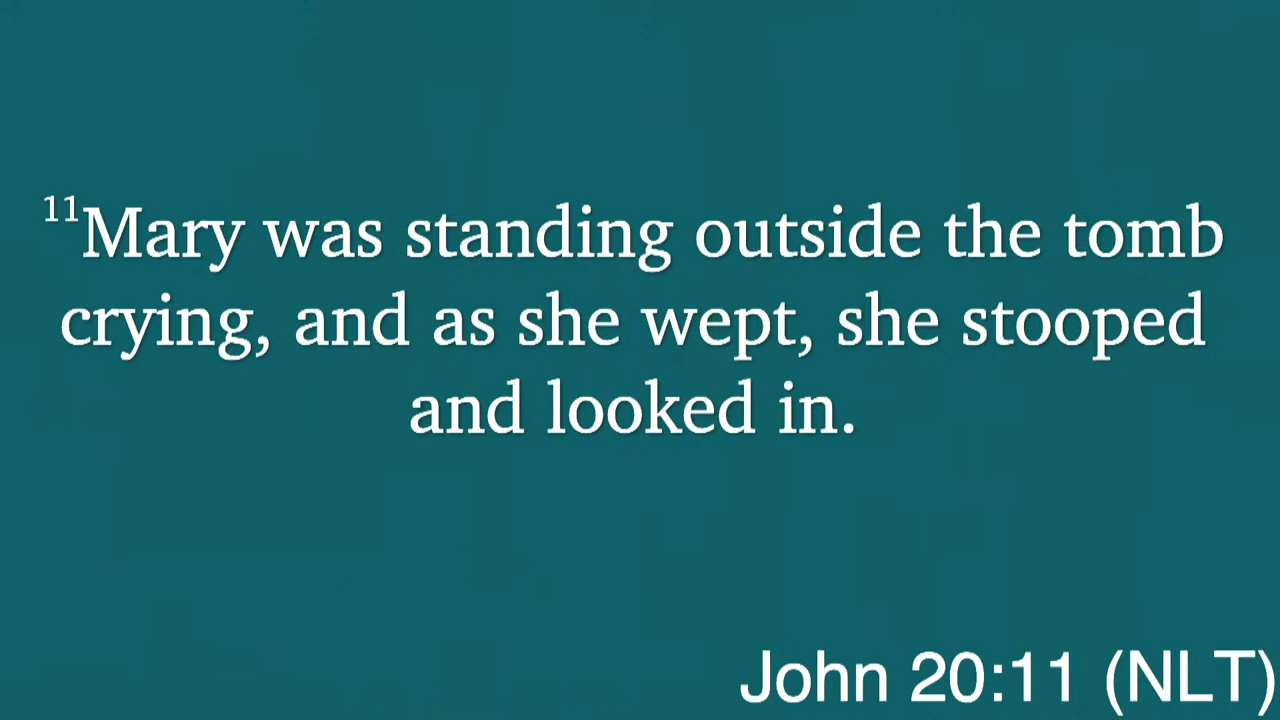 11Mary was standing outside the tomb
crying, and as she wept, she stooped
and looked in.
John 20:11 (NLT)